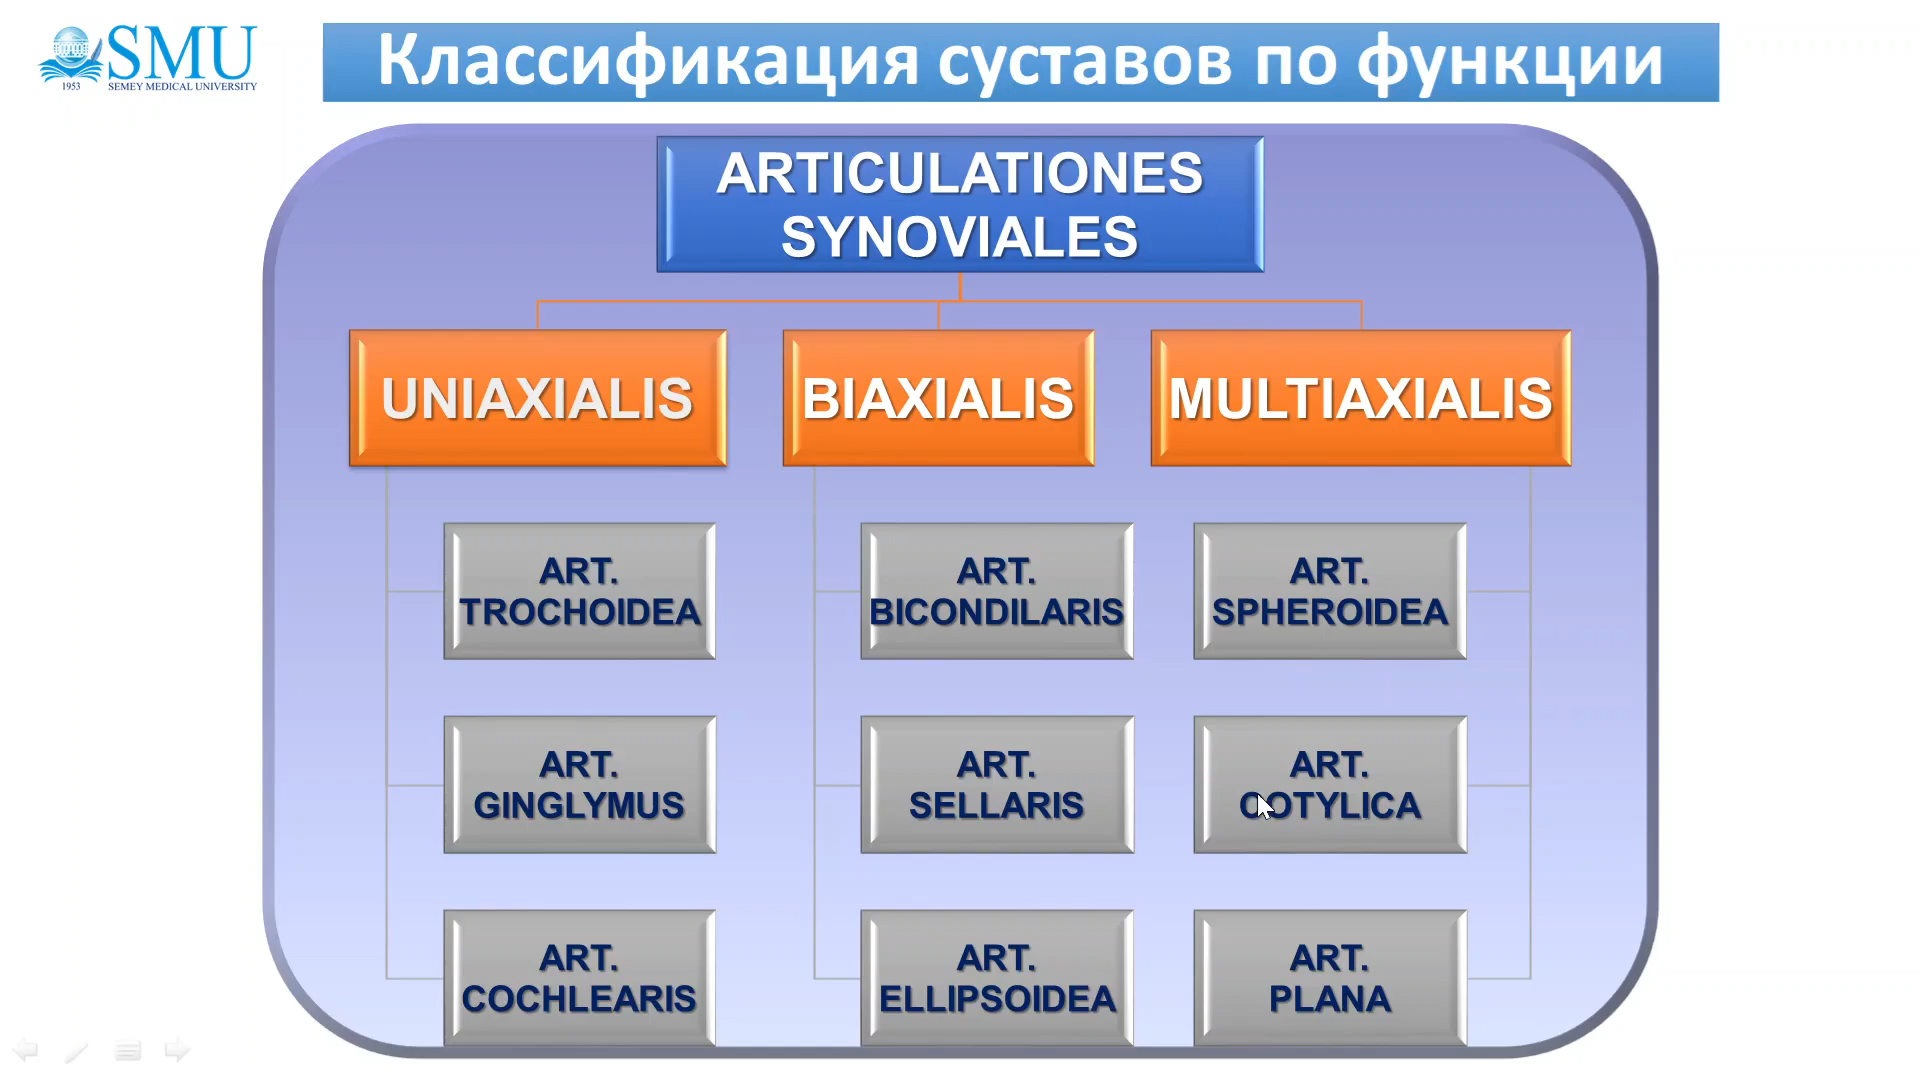 SMU
1953 SEMEY MEDICAL UNIVERSITY
Классификация суставов по функции
ARTICULATIONES
SYNOVIALES
UNIAXIALIS
BIAXIALIS
MULTIAXIALIS
ART.
TROCHOIDEA
ART.
BICONDILARIS
ART.
SPHEROIDEA
ART.
GINGLYMUS
ART.
SELLARIS
ART.
COTYLICA
ART.
COCHLEARIS
ART.
ELLIPSOIDEA
ART.
PLANA